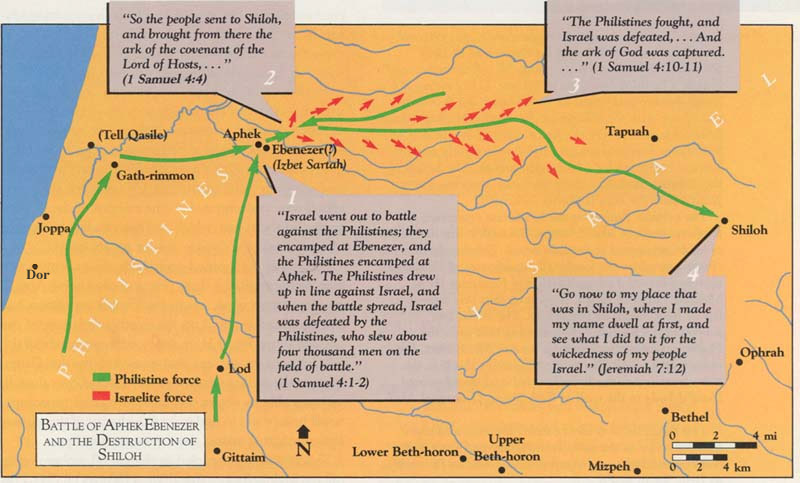 “So the people sent to Shiloh,
and brought from there the
ark of the covenant of the
Lord of Hosts, . . . ”
(1 Samuel 4:4)
2
“The Philistines fought, and
Israel was defeated, . . . And
the ark of God was captured.
. . . ” (1 Samuel 4:10-11)
3
(Tell Qasile)
Aphek
Ebenezer(?)
(Izbet Sartah)
Gath-rimmon
Tapuah
Joppa
Dor
Shiloh
PHILISTINES
ISRAEL
1
“Israel went out to battle
against the Philistines; they
encamped at Ebenezer, and
the Philistines encamped at
Aphek. The Philistines drew
up in line against Israel, and
when the battle spread, Israel
was defeated by the
Philistines, who slew about
four thousand men on the
field of battle.”
(1 Samuel 4:1-2)
4
“Go now to my place that
was in Shiloh, where I made
my name dwell at first, and
see what I did to it for the
wickedness of my people
Israel.” (Jeremiah 7:12)
Lod
Ophrah
Philistine force
Israelite force
BATTLE OF APHEK EBENEZER
AND THE DESTRUCTION OF
SHILOH
N
Gittaim
Lower Beth-horon
Upper
Beth-horon
Mizpeh
Bethel
0 2 4 mi
0 2 4 km